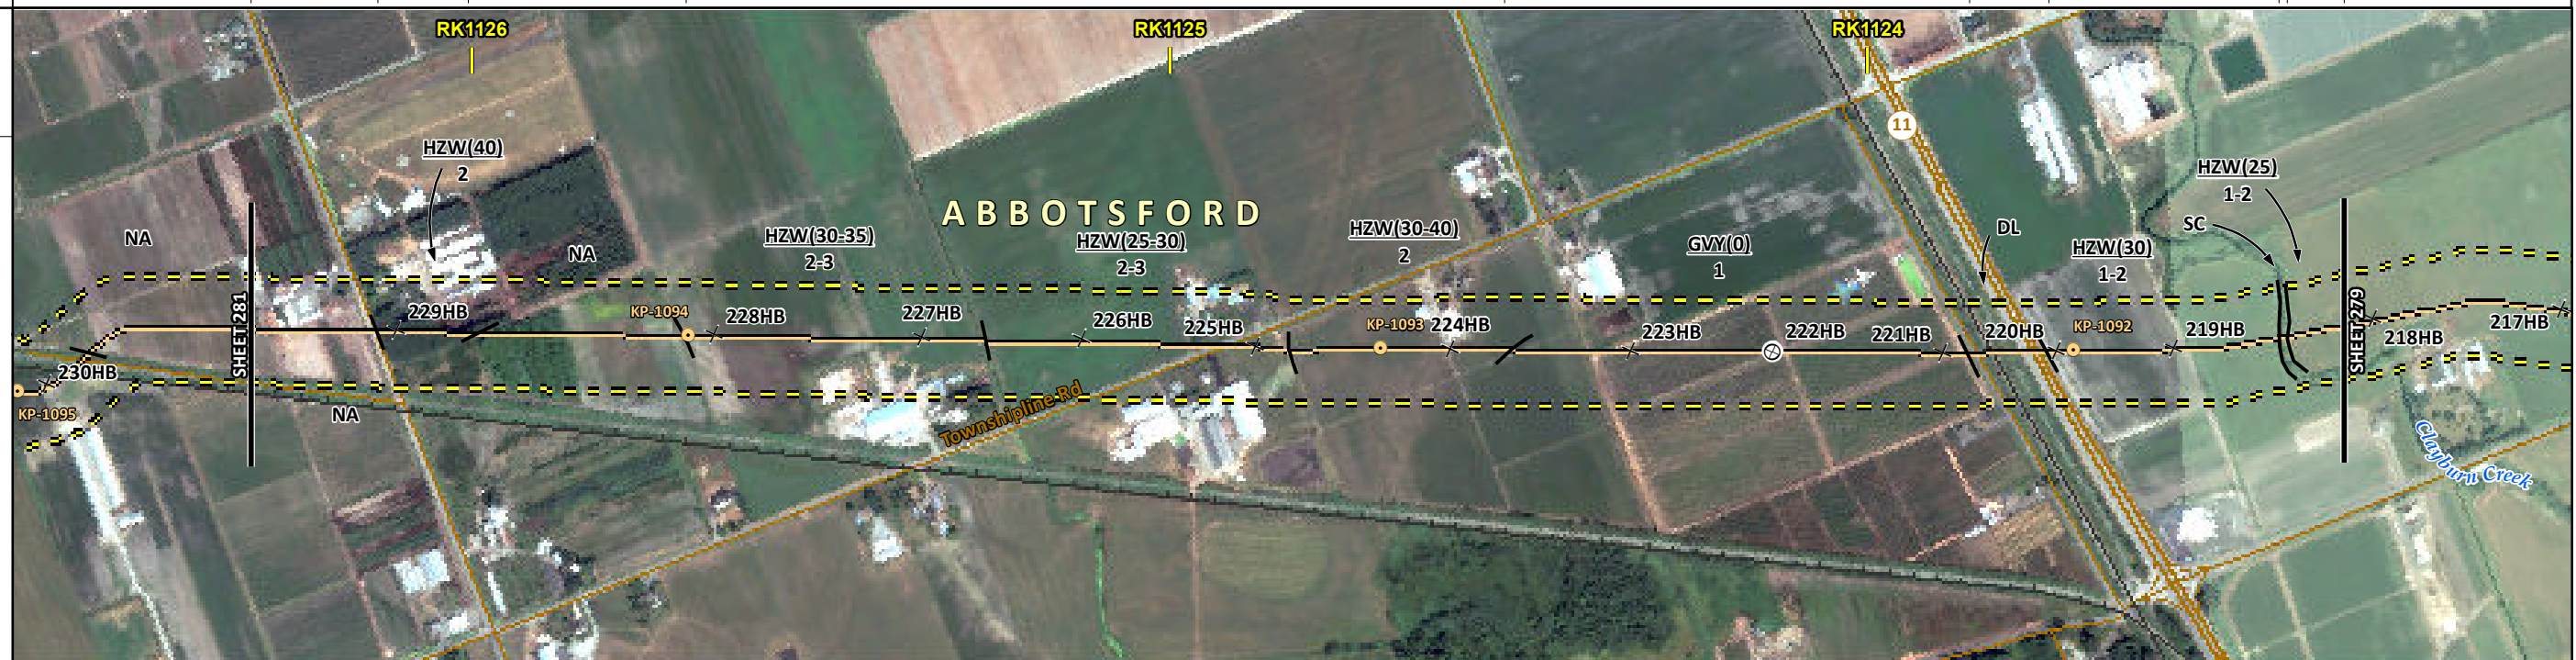 RK1126
RK1125
RK1124
11
HZW(40)
2
HZW(25)
1-2
ABBOTSFORD
SC
DL
NA
NA
HZW(30-35)
2-3
HZW(25-30)
2-3
HZW(30-40)
2
GVY(0)
1
HZW(30)
1-2
SHEET 281
229HB
KP-1094
228HB
227HB
226HB
225HB
KP-1093
224HB
223HB
222HB
221HB
220HB
KP-1092
219HB
SHEET 279
218HB
217HB
230HB
KP-1095
NA
Townshipline Rd
Clayburn Creek